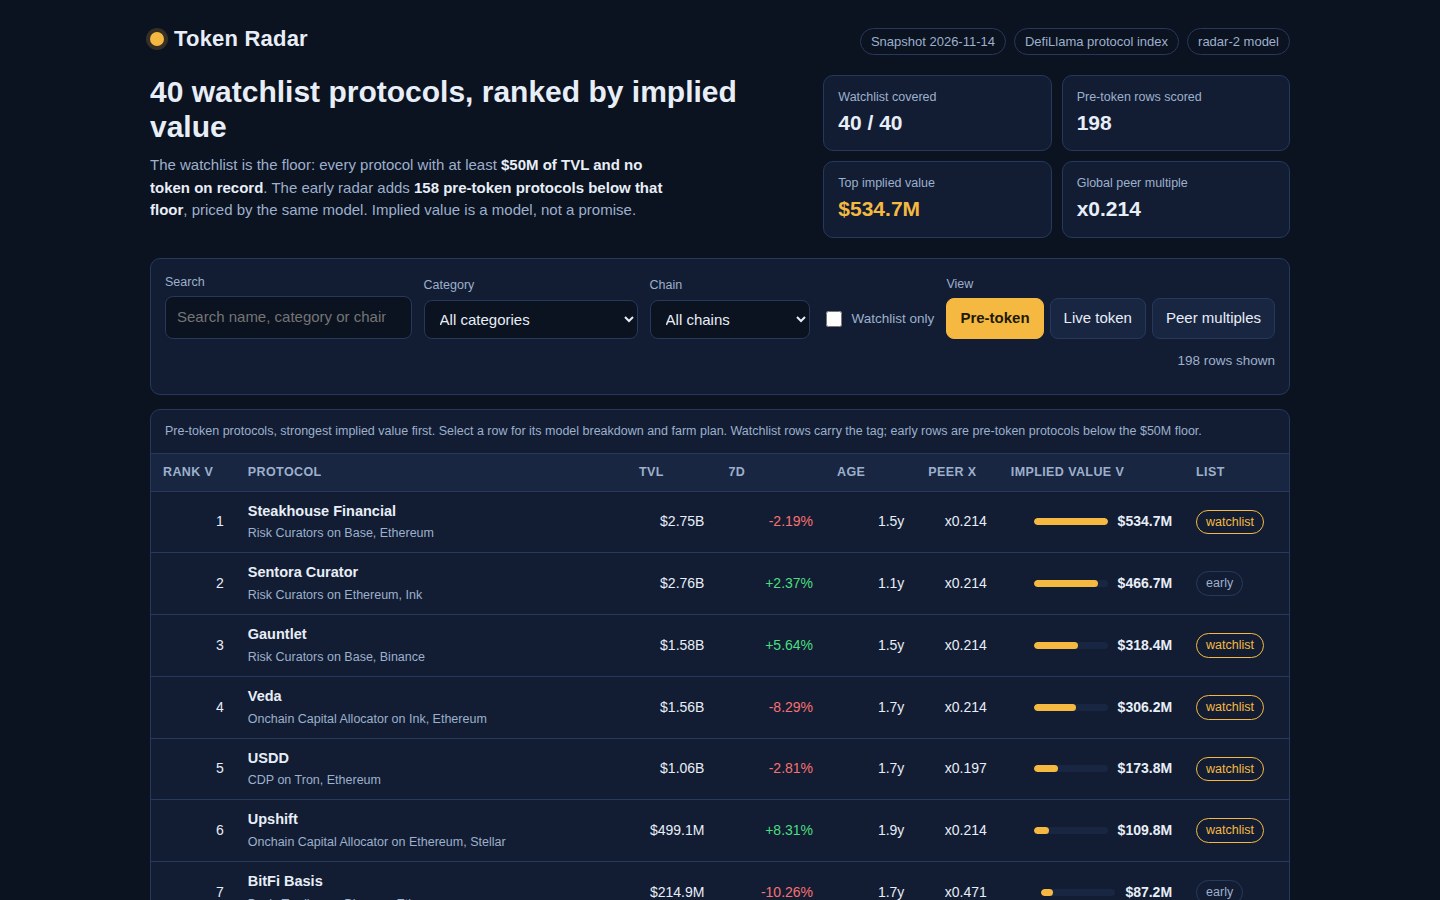 Token Radar
Snapshot 2026-11-14
DefiLlama protocol index
radar-2 model
40 watchlist protocols, ranked by implied
value
The watchlist is the floor: every protocol with at least $50M of TVL and no
token on record. The early radar adds 158 pre-token protocols below that
floor, priced by the same model. Implied value is a model, not a promise.
Watchlist covered
40 / 40
Pre-token rows scored
198
Top implied value
$534.7M
Global peer multiple
x0.214
Search
Search name, category or chain
Category
All categories
Chain
All chains
Watchlist only
View
Pre-token
Live token
Peer multiples
198 rows shown
Pre-token protocols, strongest implied value first. Select a row for its model breakdown and farm plan. Watchlist rows carry the tag; early rows are pre-token protocols below the $50M floor.
RANK V PROTOCOL TVL 7D AGE PEER X IMPLIED VALUE V LIST
1 Steakhouse Financial $2.75B -2.19% 1.5y x0.214 $534.7M watchlist
Risk Curators on Base, Ethereum
2 Sentora Curator $2.76B +2.37% 1.1y x0.214 $466.7M early
Risk Curators on Ethereum, Ink
3 Gauntlet $1.58B +5.64% 1.5y x0.214 $318.4M watchlist
Risk Curators on Base, Binance
4 Veda $1.56B -8.29% 1.7y x0.214 $306.2M watchlist
Onchain Capital Allocator on Ink, Ethereum
5 USDD $1.06B -2.81% 1.7y x0.197 $173.8M watchlist
CDP on Tron, Ethereum
6 Upshift $499.1M +8.31% 1.9y x0.214 $109.8M watchlist
Onchain Capital Allocator on Ethereum, Stellar
7 BitFi Basis $214.9M -10.26% 1.7y x0.471 $87.2M early